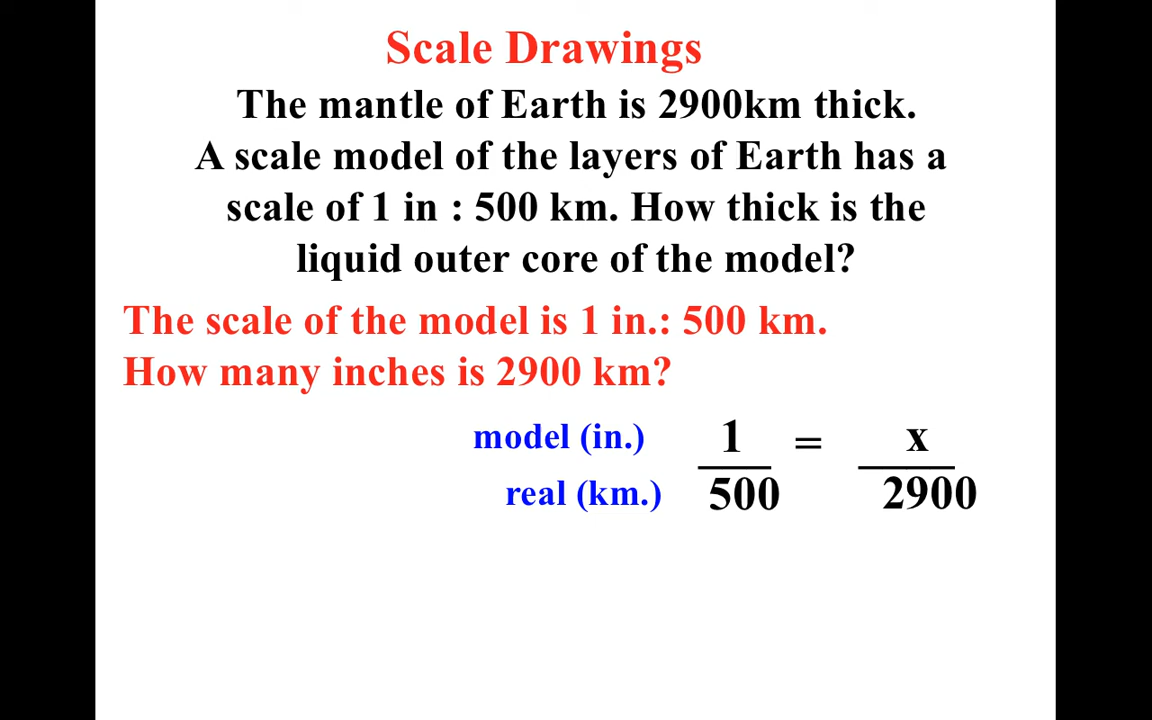 Scale Drawings
The mantle of Earth is 2900km thick.
A scale model of the layers of Earth has a
scale of 1 in : 500 km. How thick is the
liquid outer core of the model?
The scale of the model is 1 in.: 500 km.
How many inches is 2900 km?
model (in.) 1 = x
real (km.) 500 2900